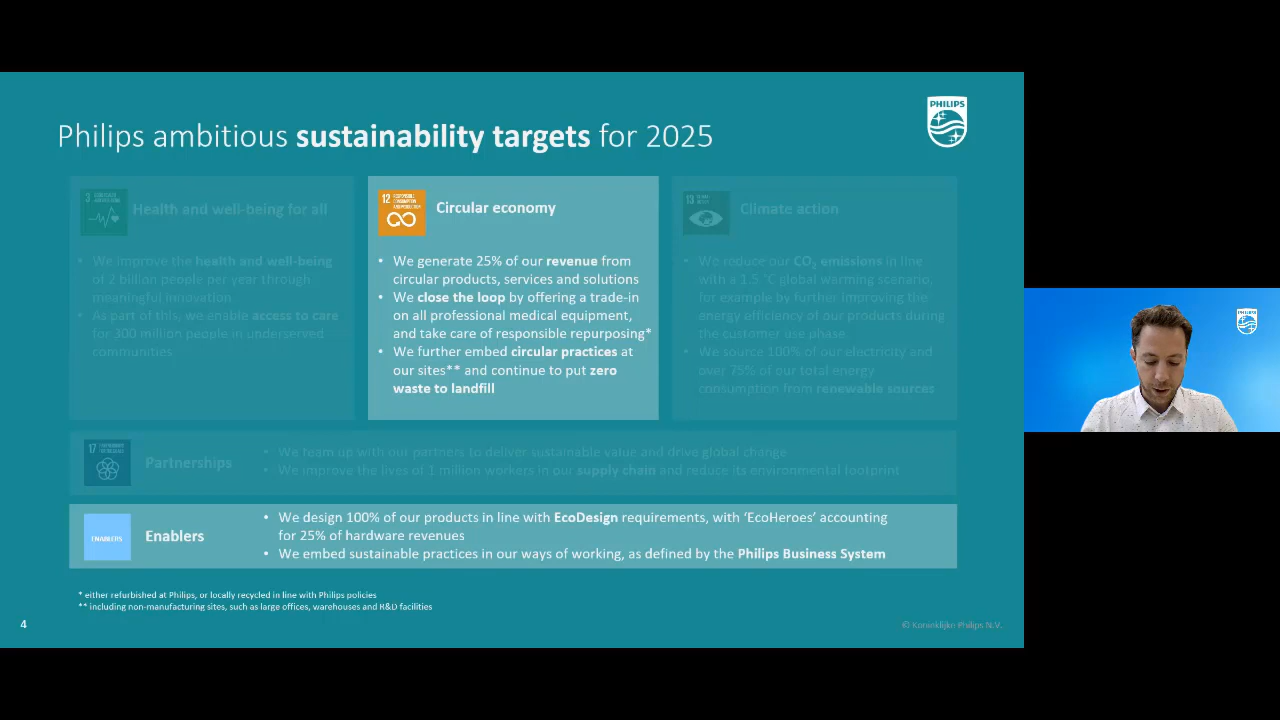 Philips ambitious sustainability targets for 2025
PHILIPS
3
Health and well-being for all
• We improve the health and well-being
of 2 billion people per year through
meaningful innovation
• As part of this, we enable access to care
for 300 million people in underserved
communities
12 RESPONSIBLE
CONSUMPTION
AND PRODUCTION
Circular economy
• We generate 25% of our revenue from
circular products, services and solutions
• We close the loop by offering a trade-in
on all professional medical equipment,
and take care of responsible repurposing*
• We further embed circular practices at
our sites** and continue to put zero
waste to landfill
13
Climate action
• We reduce our CO₂ emissions in line
with a 1.5 °C global warming scenario,
for example by further improving the
energy efficiency of our products during
the customer use phase
• We source 100% of our electricity and
over 75% of our total energy
consumption from renewable sources
17
Partnerships
• We team up with our partners to deliver sustainable value and drive global change
• We improve the lives of 1 million workers in our supply chain and reduce its environmental footprint
ENABLERS
Enablers
• We design 100% of our products in line with EcoDesign requirements, with ‘EcoHeroes’ accounting
for 25% of hardware revenues
• We embed sustainable practices in our ways of working, as defined by the Philips Business System
* either refurbished at Philips, or locally recycled in line with Philips policies
** including non-manufacturing sites, such as large offices, warehouses and R&D facilities
4
© Koninklijke Philips N.V.
PHILIPS